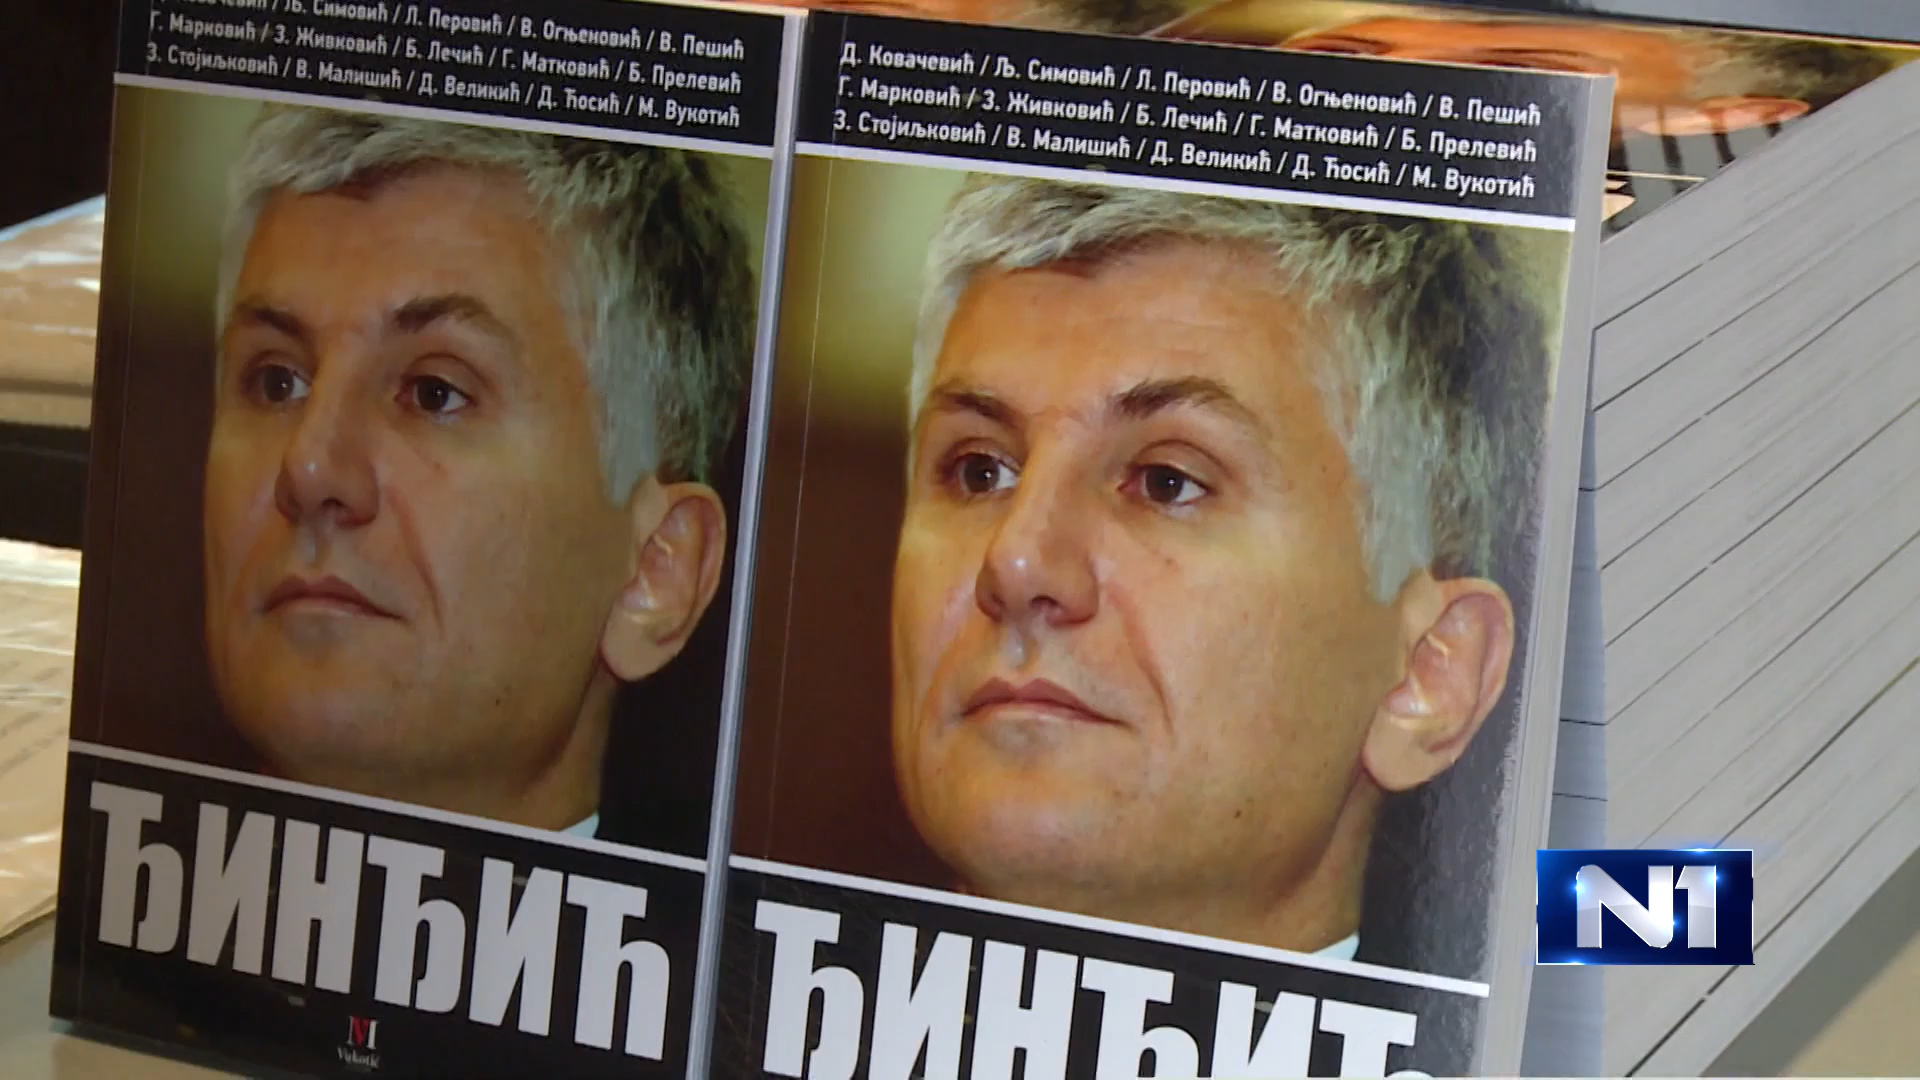 Љ. Симовић / Л. Перовић / В. Огњеновић / В. Пешић
Г. Марковић / З. Живковић / Б. Лечић / Г. Матковић / Б. Прелевић
З. Стојиљковић / В. Малишић / Д. Великић / Д. Ћосић / М. Вукотић
ЂИНЂИЋ
M
Vukotić
Д. Ковачевић / Љ. Симовић / Л. Перовић / В. Огњеновић / В. Пешић
Г. Марковић / З. Живковић / Б. Лечић / Г. Матковић / Б. Прелевић
З. Стојиљковић / В. Малишић / Д. Великић / Д. Ћосић / М. Вукотић
ЂИНЂИЋ
N1